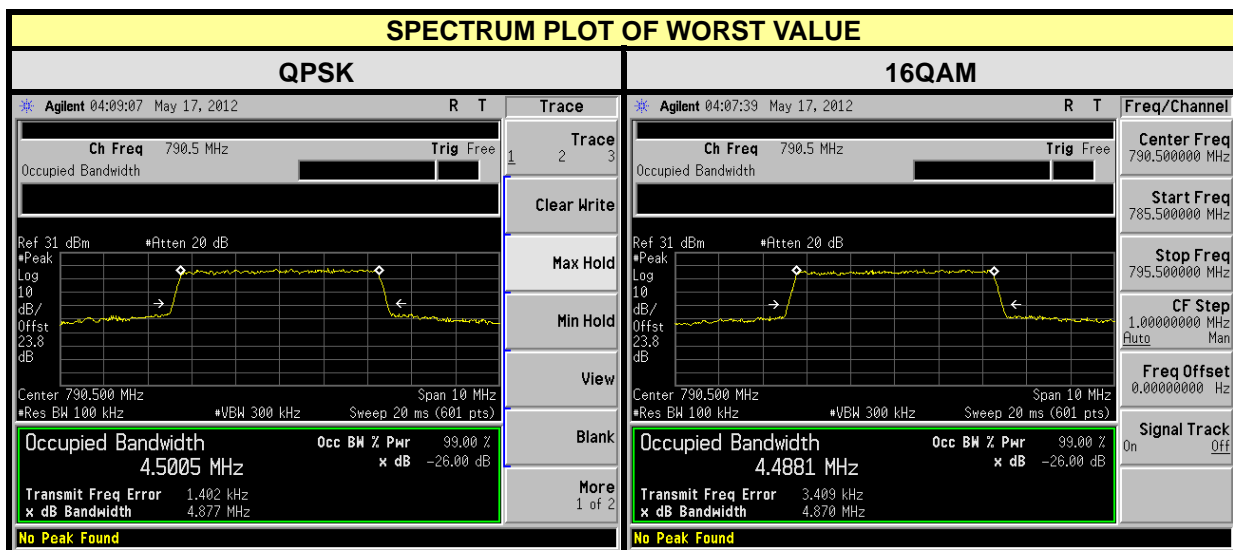 SPECTRUM PLOT OF WORST VALUE
QPSK
Agilent 04:09:07 May 17, 2012 R T
Trace
Ch Freq 790.5 MHz Trig Free
Occupied Bandwidth
Ref 31 dBm #Atten 20 dB
#Peak
Log
10
dB/
Offst
23.8
dB
Center 790.500 MHz Span 10 MHz
#Res BW 100 kHz #VBW 300 kHz Sweep 20 ms (601 pts)
Occupied Bandwidth Occ BW % Pwr 99.00 %
4.5005 MHz x dB -26.00 dB
Transmit Freq Error 1.402 kHz
x dB Bandwidth 4.877 MHz
No Peak Found
Trace
1 2 3
Clear Write
Max Hold
Min Hold
View
Blank
More
1 of 2
16QAM
Agilent 04:07:39 May 17, 2012 R T
Freq/Channel
Ch Freq 790.5 MHz Trig Free
Occupied Bandwidth
Ref 31 dBm #Atten 20 dB
#Peak
Log
10
dB/
Offst
23.8
dB
Center 790.500 MHz Span 10 MHz
#Res BW 100 kHz #VBW 300 kHz Sweep 20 ms (601 pts)
Occupied Bandwidth Occ BW % Pwr 99.00 %
4.4881 MHz x dB -26.00 dB
Transmit Freq Error 3.409 kHz
x dB Bandwidth 4.870 MHz
No Peak Found
Center Freq
790.500000 MHz
Start Freq
785.500000 MHz
Stop Freq
795.500000 MHz
CF Step
1.00000000 MHz
Auto Man
Freq Offset
0.00000000 Hz
Signal Track
On Off